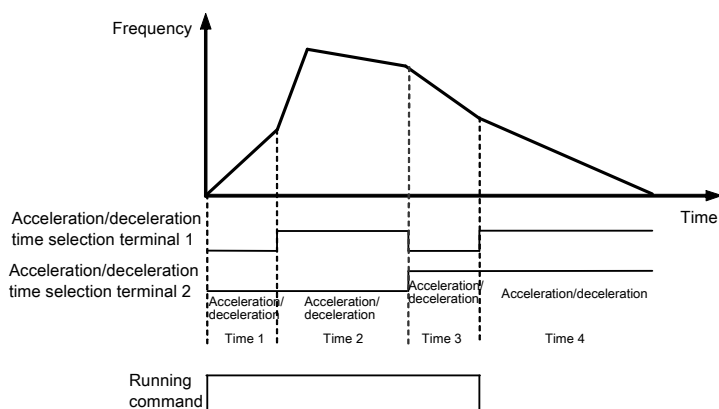 Frequency
Time
Acceleration/deceleration
time selection terminal 1
Acceleration/deceleration
time selection terminal 2
Acceleration/
deceleration
Acceleration/
deceleration
Acceleration/
deceleration
Acceleration/deceleration
Time 1
Time 2
Time 3
Time 4
Running
command